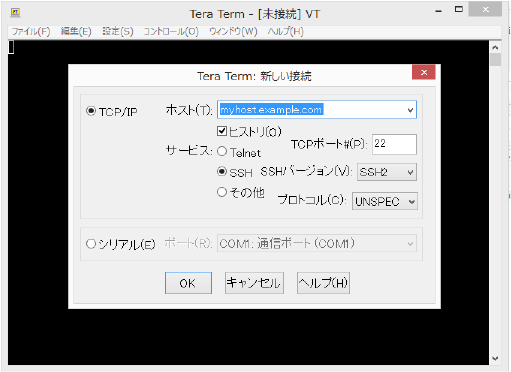 Tera Term - [未接続] VT
ファイル(F) 編集(E) 設定(S) コントロール(O) ウィンドウ(W) ヘルプ(H)
Tera Term: 新しい接続
TCP/IP ホスト(T): myhost.example.com
ヒストリ(O)
サービス: Telnet TCPポート#(P): 22
SSH SSHバージョン(V): SSH2
その他 プロトコル(C): UNSPEC
シリアル(E) ポート(R): COM1: 通信ポート (COM1)
OK キャンセル ヘルプ(H)